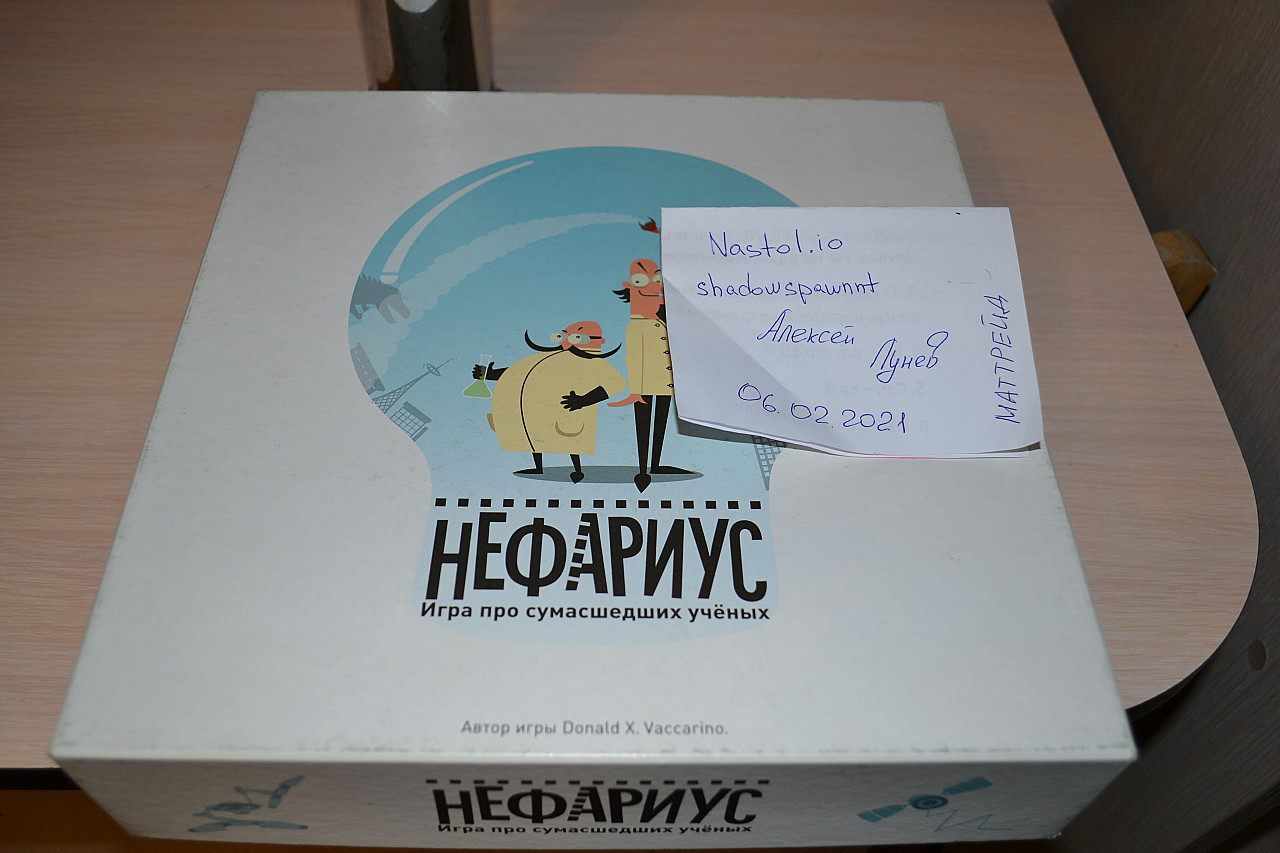 Nastol.io
shadowspawnnt
Алексей
Лунев
06.02.2021
МАТТРЕЙД
НЕФАРИУС
Игра про сумасшедших учёных
Автор игры Donald X. Vaccarino.
НЕФАРИУС
Игра про сумасшедших учёных